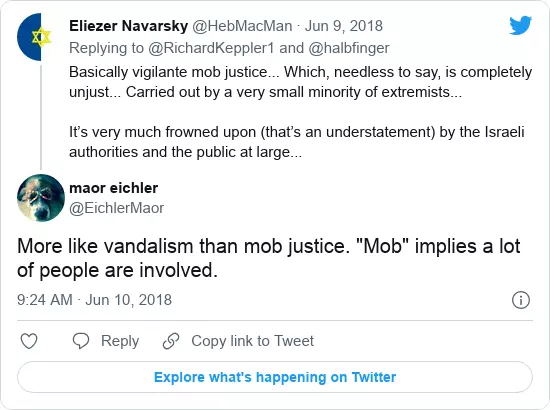 Eliezer Navarsky @HebMacMan · Jun 9, 2018
Replying to @RichardKeppler1 and @halbfinger
Basically vigilante mob justice... Which, needless to say, is completely
unjust... Carried out by a very small minority of extremists...
It’s very much frowned upon (that’s an understatement) by the Israeli
authorities and the public at large...
maor eichler
@EichlerMaor
More like vandalism than mob justice. "Mob" implies a lot
of people are involved.
9:24 AM · Jun 10, 2018
Reply
Copy link to Tweet
Explore what's happening on Twitter